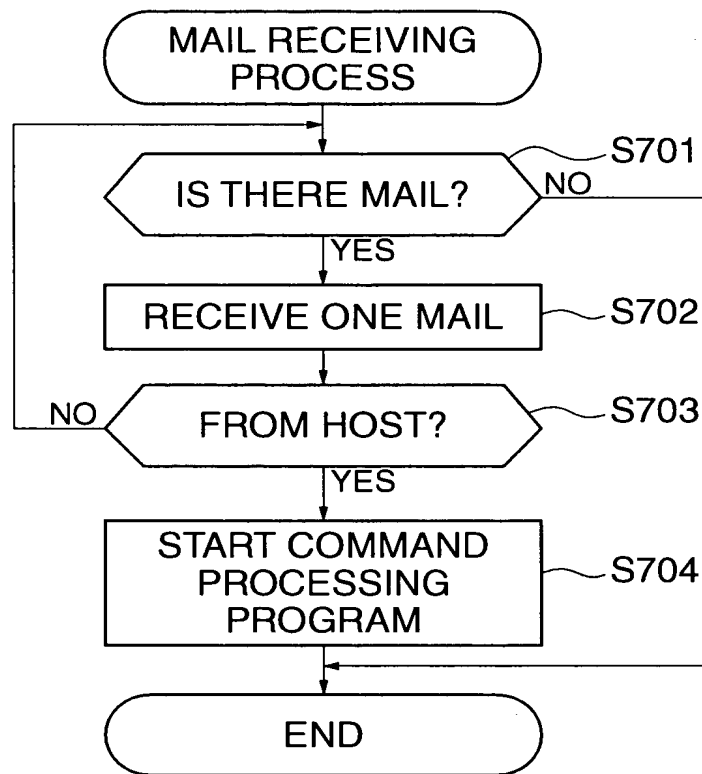 MAIL RECEIVING
PROCESS
S701
IS THERE MAIL?
NO
YES
RECEIVE ONE MAIL
S702
NO
FROM HOST?
S703
YES
START COMMAND
PROCESSING
PROGRAM
S704
END